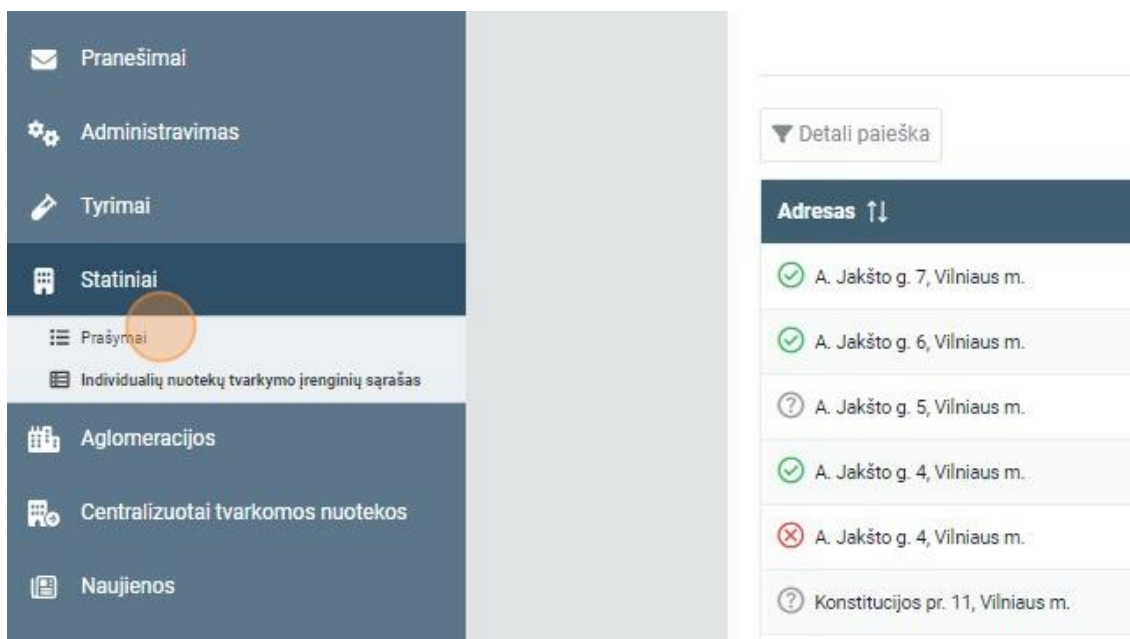 Pranešimai
Administravimas
Tyrimai
Statiniai
Prašymai
Individualių nuotekų tvarkymo įrenginių sąrašas
Aglomeracijos
Centralizuotai tvarkomos nuotekos
Naujienos
Detali paieška
Adresas ↑↓
A. Jakšto g. 7, Vilniaus m.
A. Jakšto g. 6, Vilniaus m.
A. Jakšto g. 5, Vilniaus m.
A. Jakšto g. 4, Vilniaus m.
A. Jakšto g. 4, Vilniaus m.
Konstitucijos pr. 11, Vilniaus m.